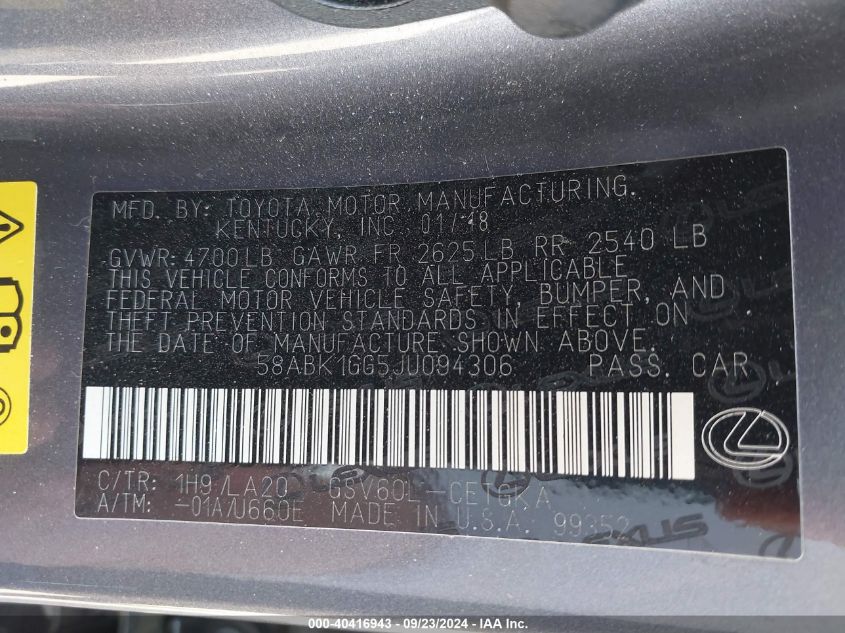 MFD. BY: TOYOTA MOTOR MANUFACTURING.
KENTUCKY, INC 01/18
GVWR: 4700LB GAWR FR 2625LB RR 2540 LB
THIS VEHICLE CONFORMS TO ALL APPLICABLE
FEDERAL MOTOR VEHICLE SAFETY, BUMPER, AND
THEFT PREVENTION STANDARDS IN EFFECT ON
THE DATE OF MANUFACTURE SHOWN ABOVE.
58ABK1GG5JU094306 PASS. CAR
C/TR: 1H9/LA20 GSV60L-CETGKA
A/TM: -01A/U660E MADE IN U.S.A. 99352
LEXUS
000-40416943 - 09/23/2024 - IAA Inc.